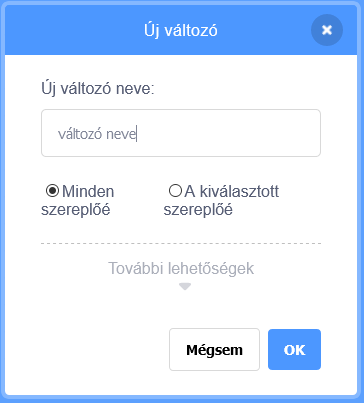 Új változó
Új változó neve:
változó neve
Minden
szereplőé
A kiválasztott
szereplőé
További lehetőségek
Mégsem
OK